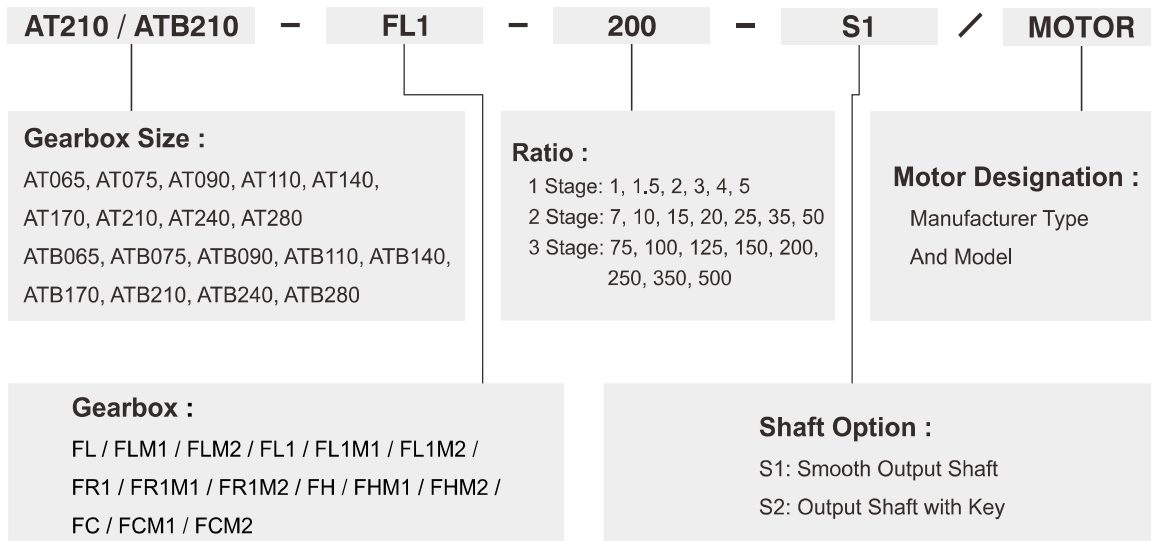 AT210 / ATB210 - FL1 - 200 - S1 / MOTOR
Gearbox Size :
AT065, AT075, AT090, AT110, AT140,
AT170, AT210, AT240, AT280
ATB065, ATB075, ATB090, ATB110, ATB140,
ATB170, ATB210, ATB240, ATB280
Ratio :
1 Stage: 1, 1.5, 2, 3, 4, 5
2 Stage: 7, 10, 15, 20, 25, 35, 50
3 Stage: 75, 100, 125, 150, 200,
250, 350, 500
Motor Designation :
Manufacturer Type
And Model
Gearbox :
FL / FLM1 / FLM2 / FL1 / FL1M1 / FL1M2 /
FR1 / FR1M1 / FR1M2 / FH / FHM1 / FHM2 /
FC / FCM1 / FCM2
Shaft Option :
S1: Smooth Output Shaft
S2: Output Shaft with Key